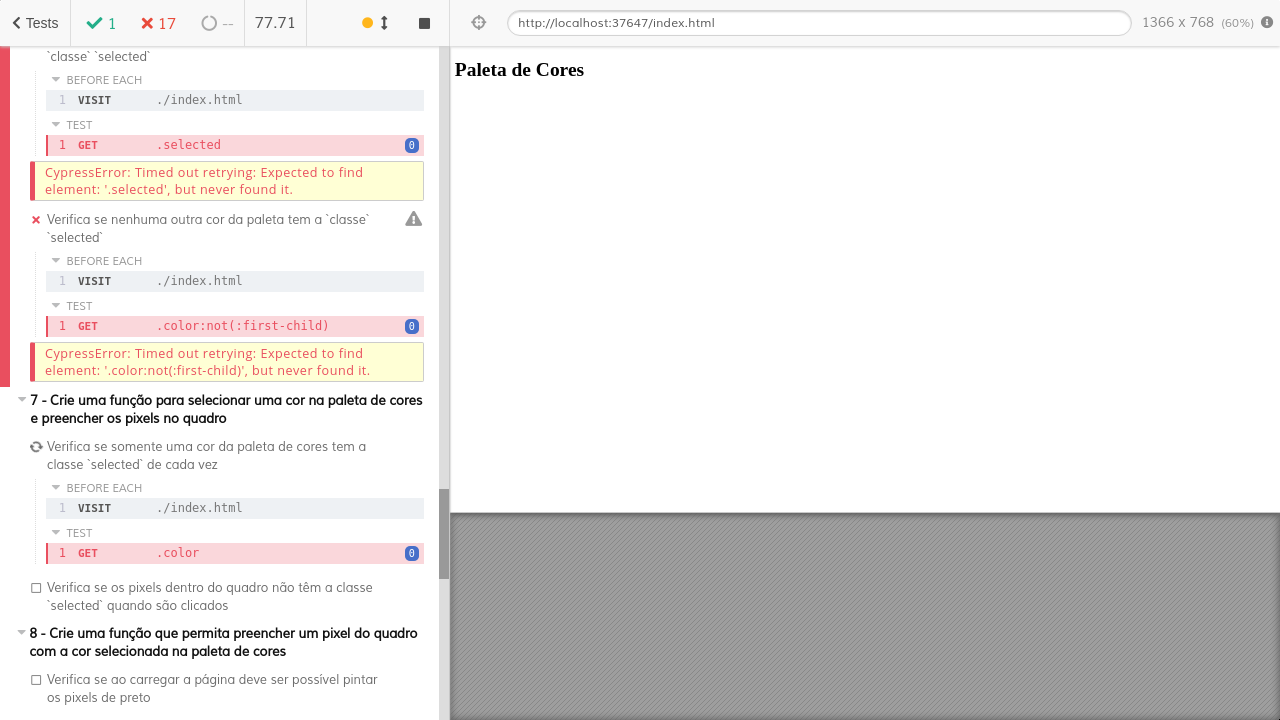 Tests
1
17
--
77.71
http://localhost:37647/index.html
1366 x 768 (60%)
`classe` `selected`
BEFORE EACH
1 VISIT ./index.html
TEST
1 GET .selected 0
CypressError: Timed out retrying: Expected to find
element: '.selected', but never found it.
Verifica se nenhuma outra cor da paleta tem a `classe`
`selected`
BEFORE EACH
1 VISIT ./index.html
TEST
1 GET .color:not(:first-child) 0
CypressError: Timed out retrying: Expected to find
element: '.color:not(:first-child)', but never found it.
7 - Crie uma função para selecionar uma cor na paleta de cores
e preencher os pixels no quadro
Verifica se somente uma cor da paleta de cores tem a
classe `selected` de cada vez
BEFORE EACH
1 VISIT ./index.html
TEST
1 GET .color 0
Verifica se os pixels dentro do quadro não têm a classe
`selected` quando são clicados
8 - Crie uma função que permita preencher um pixel do quadro
com a cor selecionada na paleta de cores
Verifica se ao carregar a página deve ser possível pintar
os pixels de preto
Paleta de Cores